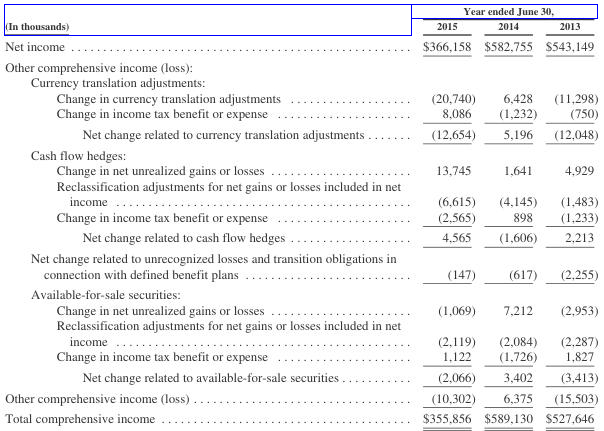 Year ended June 30,
(In thousands) 2015 2014 2013
Net income $366,158 $582,755 $543,149
Other comprehensive income (loss):
Currency translation adjustments:
Change in currency translation adjustments (20,740) 6,428 (11,298)
Change in income tax benefit or expense 8,086 (1,232) (750)
Net change related to currency translation adjustments (12,654) 5,196 (12,048)
Cash flow hedges:
Change in net unrealized gains or losses 13,745 1,641 4,929
Reclassification adjustments for net gains or losses included in net
income (6,615) (4,145) (1,483)
Change in income tax benefit or expense (2,565) 898 (1,233)
Net change related to cash flow hedges 4,565 (1,606) 2,213
Net change related to unrecognized losses and transition obligations in
connection with defined benefit plans (147) (617) (2,255)
Available-for-sale securities:
Change in net unrealized gains or losses (1,069) 7,212 (2,953)
Reclassification adjustments for net gains or losses included in net
income (2,119) (2,084) (2,287)
Change in income tax benefit or expense 1,122 (1,726) 1,827
Net change related to available-for-sale securities (2,066) 3,402 (3,413)
Other comprehensive income (loss) (10,302) 6,375 (15,503)
Total comprehensive income $355,856 $589,130 $527,646